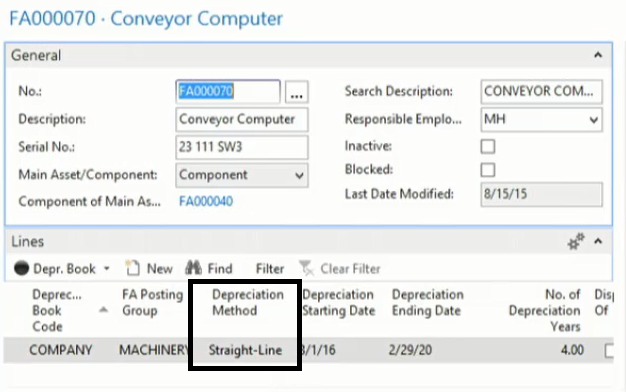 FA000070 · Conveyor Computer
General
No.: FA000070 ...
Description: Conveyor Computer
Serial No.: 23 111 SW3
Main Asset/Component: Component
Component of Main As... FA000040
Search Description: CONVEYOR COM...
Responsible Emplo... MH
Inactive:
Blocked:
Last Date Modified: 8/15/15
Lines
Depr. Book New Find Filter Clear Filter
Deprec... Book Code
FA Posting Group
Depreciation Method
Depreciation Starting Date
Depreciation Ending Date
No. of Depreciation Years
Of
COMPANY MACHINERY Straight-Line /1/16 2/29/20 4.00